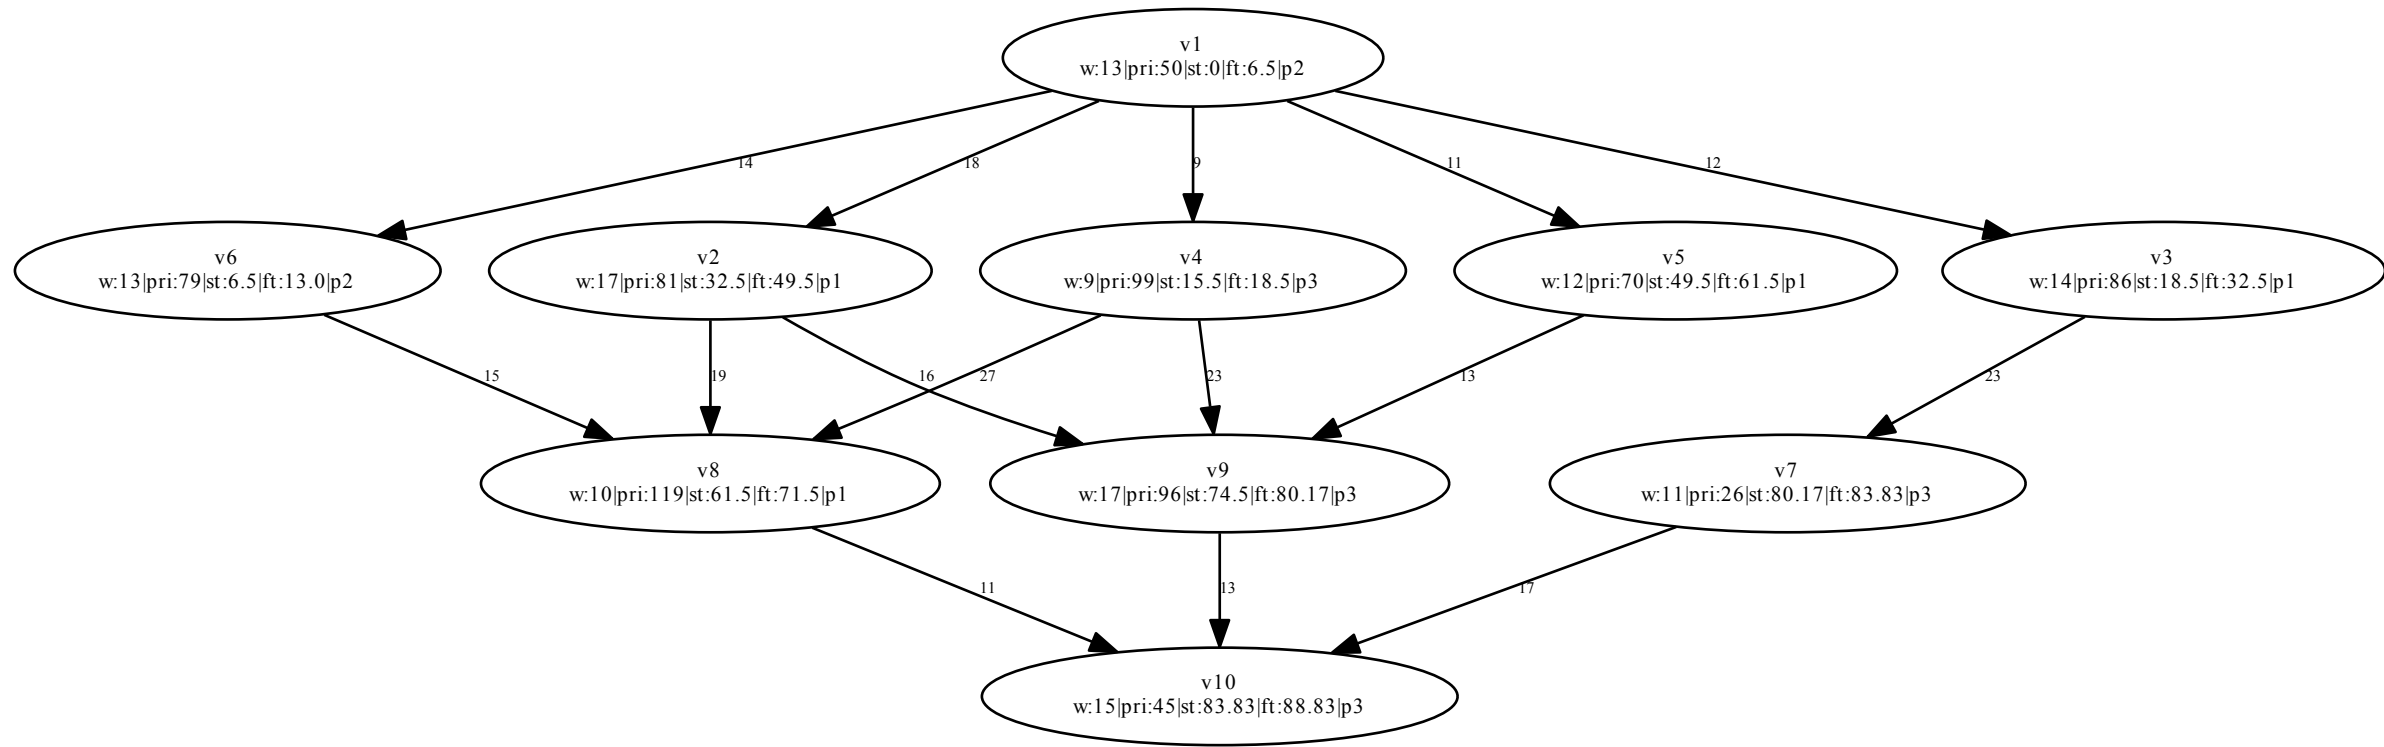 v1
w:13|pri:50|st:0|ft:6.5|p2
14
18
9
11
12
v6
w:13|pri:79|st:6.5|ft:13.0|p2
v2
w:17|pri:81|st:32.5|ft:49.5|p1
v4
w:9|pri:99|st:15.5|ft:18.5|p3
v5
w:12|pri:70|st:49.5|ft:61.5|p1
v3
w:14|pri:86|st:18.5|ft:32.5|p1
15
19
16
27
23
13
23
v8
w:10|pri:119|st:61.5|ft:71.5|p1
v9
w:17|pri:96|st:74.5|ft:80.17|p3
v7
w:11|pri:26|st:80.17|ft:83.83|p3
11
13
17
v10
w:15|pri:45|st:83.83|ft:88.83|p3